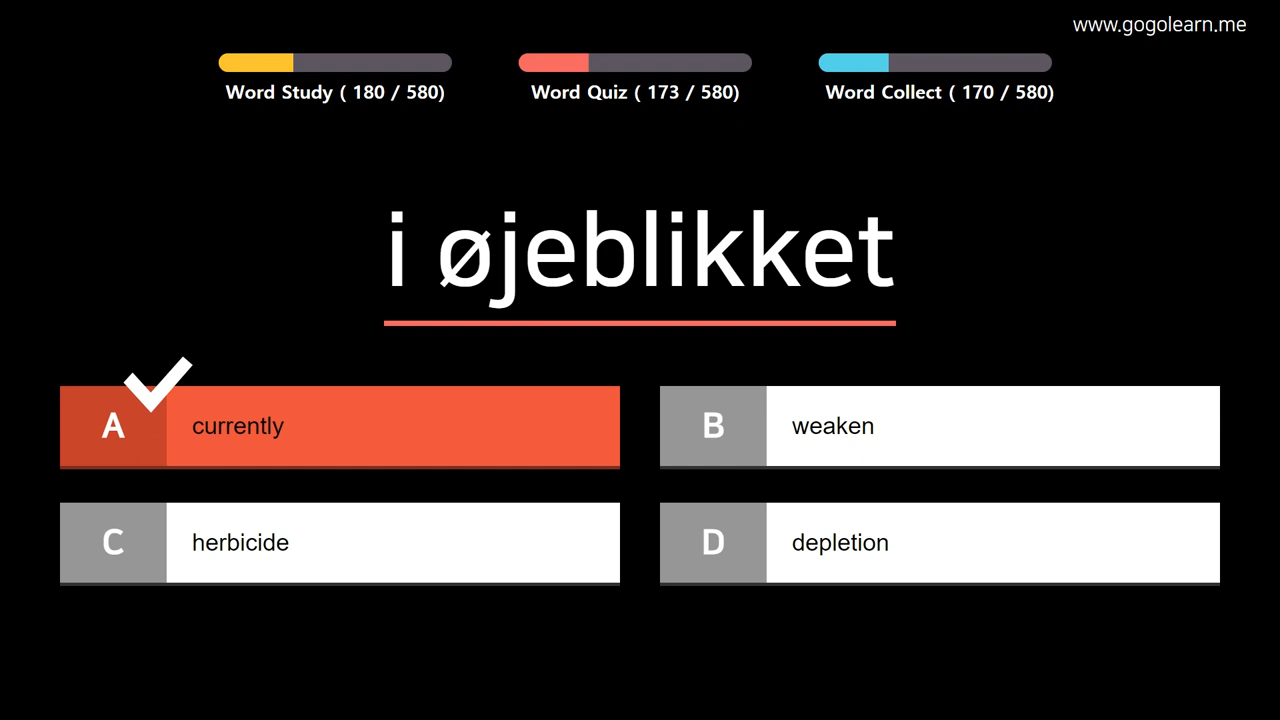 www.gogolearn.me
Word Study ( 180 / 580)
Word Quiz ( 173 / 580)
Word Collect ( 170 / 580)
i øjeblikket
A currently
B weaken
C herbicide
D depletion